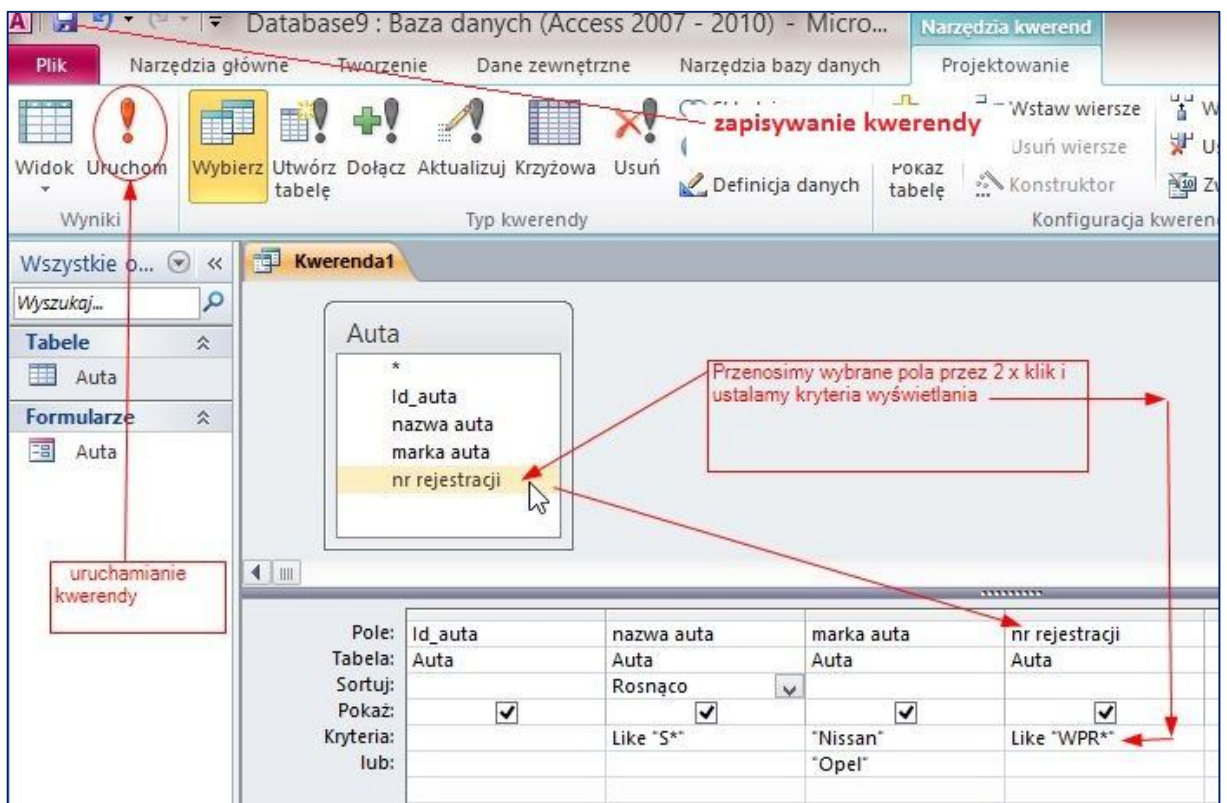 Database9 : Baza danych (Access 2007 - 2010) - Micro...
Narzędzia kwerend
Plik Narzędzia główne Tworzenie Dane zewnętrzne Narzędzia bazy danych Projektowanie
Widok
Uruchom
Wyniki
Wybierz
Utwórz tabelę
Dołącz
Aktualizuj
Krzyżowa
Usuń
zapisywanie kwerendy
Definicja danych
Typ kwerendy
Pokaż
tabelę
Wstaw wiersze
Usuń wiersze
Konstruktor
Konfiguracja kweren
Wszystkie o... «
Wyszukaj...
Tabele
Auta
Formularze
Auta
uruchamianie
kwerendy
Kwerenda1
Auta
*
Id_auta
nazwa auta
marka auta
nr rejestracji
Przenosimy wybrane pola przez 2 x klik i
ustalamy kryteria wyświetlania
Pole: Id_auta nazwa auta marka auta nr rejestracji
Tabela: Auta Auta Auta Auta
Sortuj: Rosnąco
Pokaż:
Kryteria: Like "S*" "Nissan" Like "WPR*"
lub: "Opel"